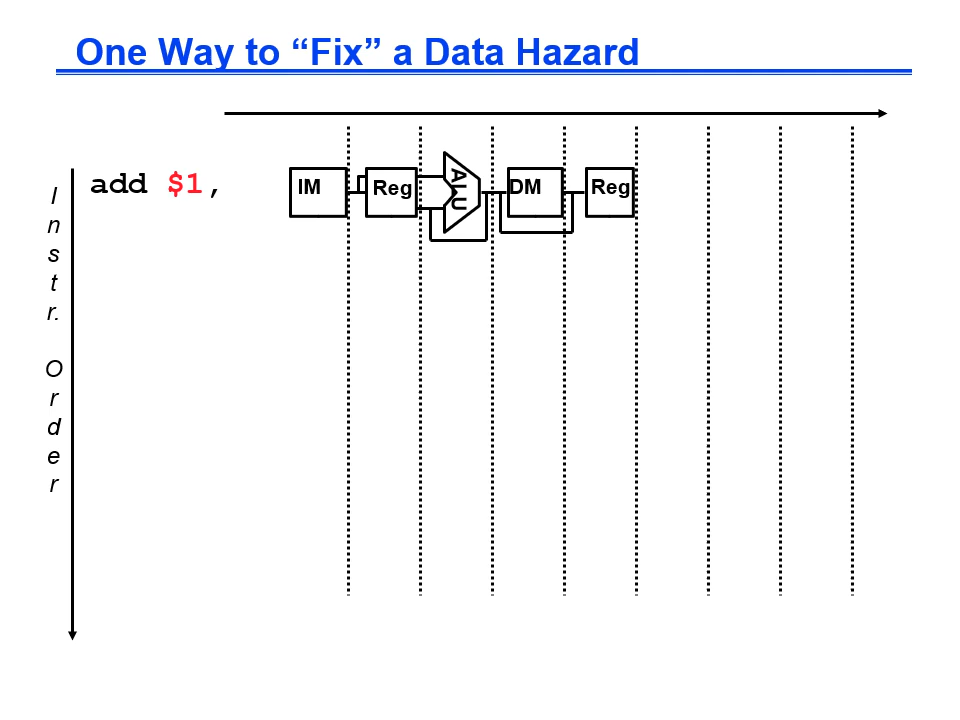 One Way to “Fix” a Data Hazard
add $1,
IM
Reg
ALU
DM
Reg
I
n
s
t
r.
O
r
d
e
r